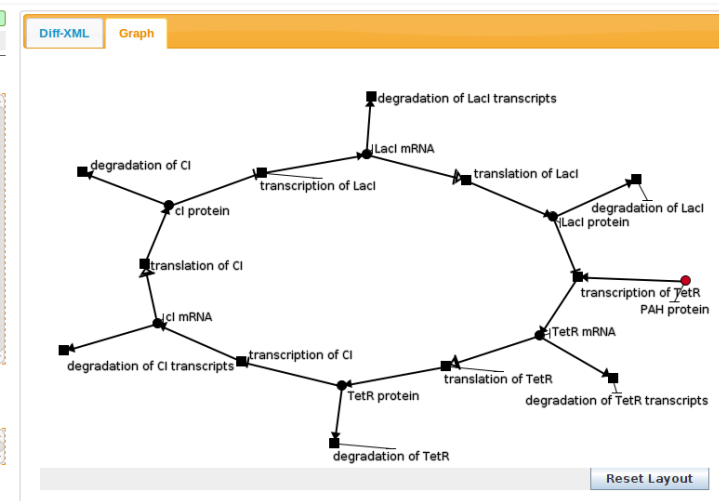 Diff-XML
Graph
degradation of LacI transcripts
LacI mRNA
degradation of CI
translation of LacI
transcription of LacI
cI protein
degradation of LacI
LacI protein
translation of CI
transcription of TetR
PAH protein
cI mRNA
TetR mRNA
transcription of CI
degradation of CI transcripts
translation of TetR
TetR protein
degradation of TetR transcripts
degradation of TetR
Reset Layout